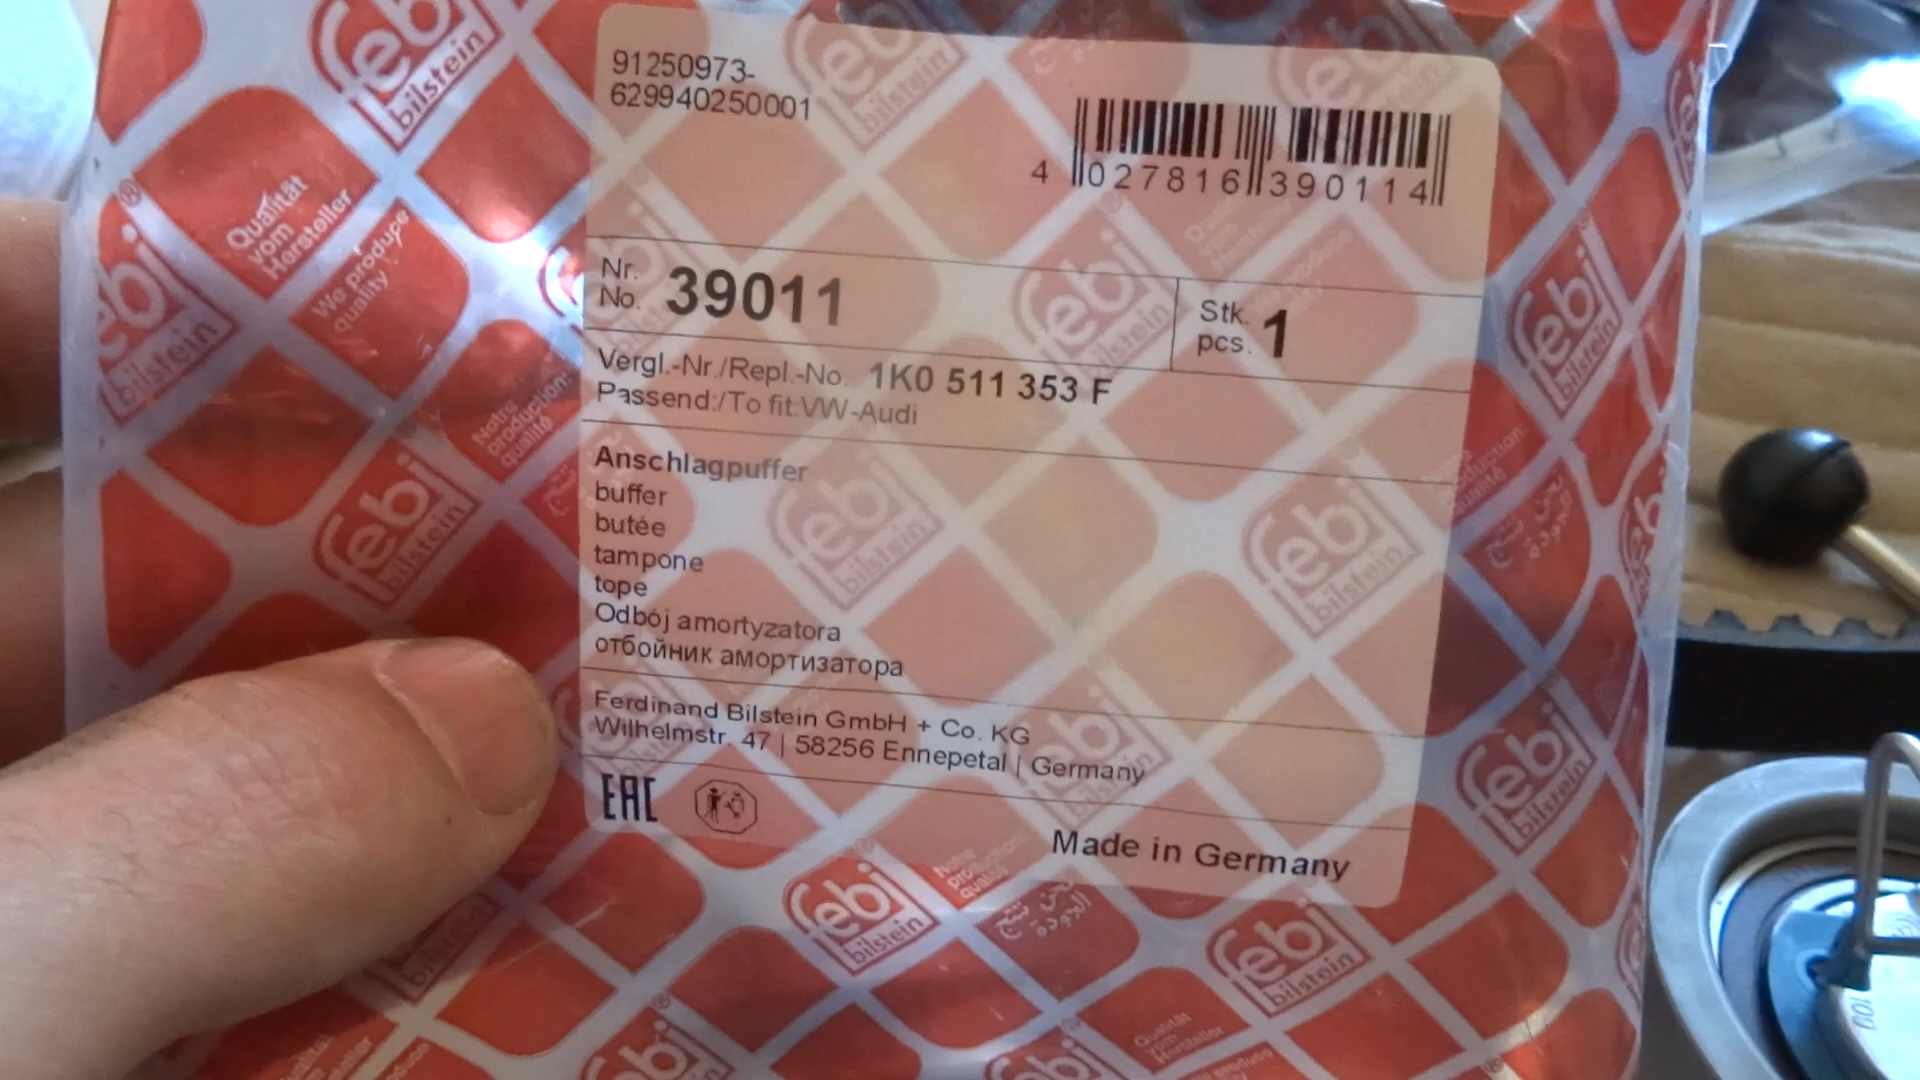 91250973-
629940250001
4 027816 390114
Nr.
No. 39011
Stk.
pcs. 1
Vergl.-Nr./Repl.-No. 1K0 511 353 F
Passend:/To fit:VW-Audi
Anschlagpuffer
buffer
butée
tampone
tope
Odbój amortyzatora
отбойник амортизатора
Ferdinand Bilstein GmbH + Co. KG
Wilhelmstr. 47 | 58256 Ennepetal | Germany
EAC
Made in Germany
febi
bilstein
Qualität
vom
Hersteller
We produce
quality
Notre
production:
qualité
نحن ننتج
الجودة